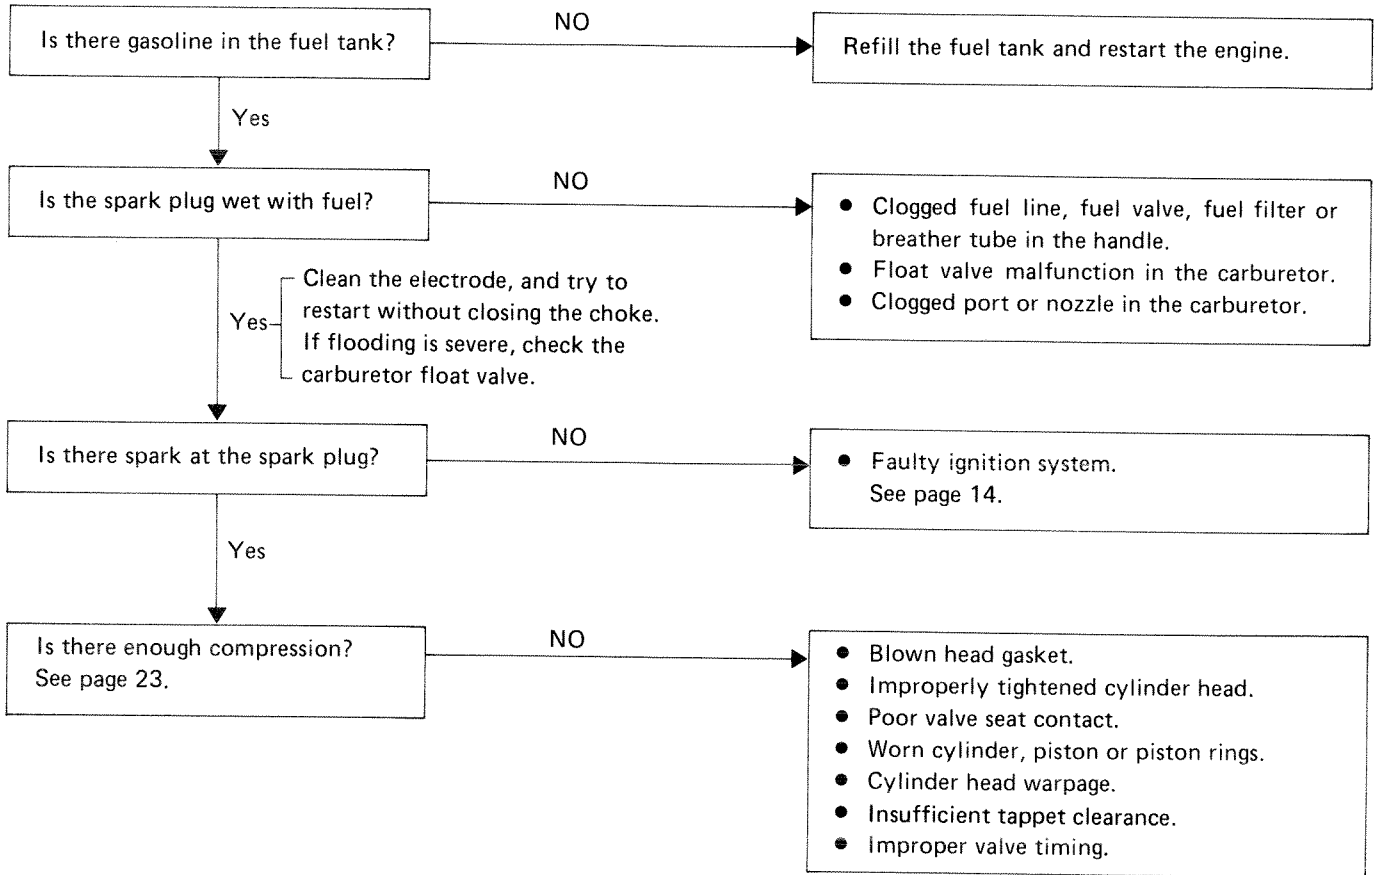 Is there gasoline in the fuel tank?
NO
Refill the fuel tank and restart the engine.
Yes
Is the spark plug wet with fuel?
NO
● Clogged fuel line, fuel valve, fuel filter or
breather tube in the handle.
● Float valve malfunction in the carburetor.
● Clogged port or nozzle in the carburetor.
Yes
Clean the electrode, and try to
restart without closing the choke.
If flooding is severe, check the
carburetor float valve.
Is there spark at the spark plug?
NO
● Faulty ignition system.
See page 14.
Yes
Is there enough compression?
See page 23.
NO
● Blown head gasket.
● Improperly tightened cylinder head.
● Poor valve seat contact.
● Worn cylinder, piston or piston rings.
● Cylinder head warpage.
● Insufficient tappet clearance.
● Improper valve timing.